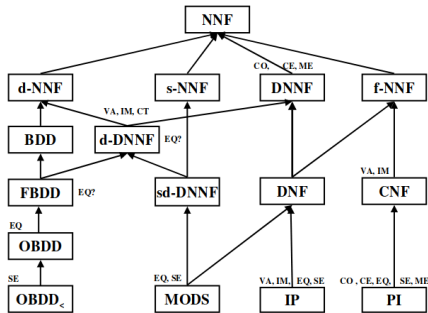 NNF
CO, CE, ME
d-NNF s-NNF DNNF f-NNF
VA, IM, CT
BDD d-DNNF EQ?
VA, IM
FBDD EQ? sd-DNNF DNF CNF
EQ
OBDD
SE EQ, SE VA, IM, EQ, SE CO, CE, EQ, SE, ME
OBDD< MODS IP PI